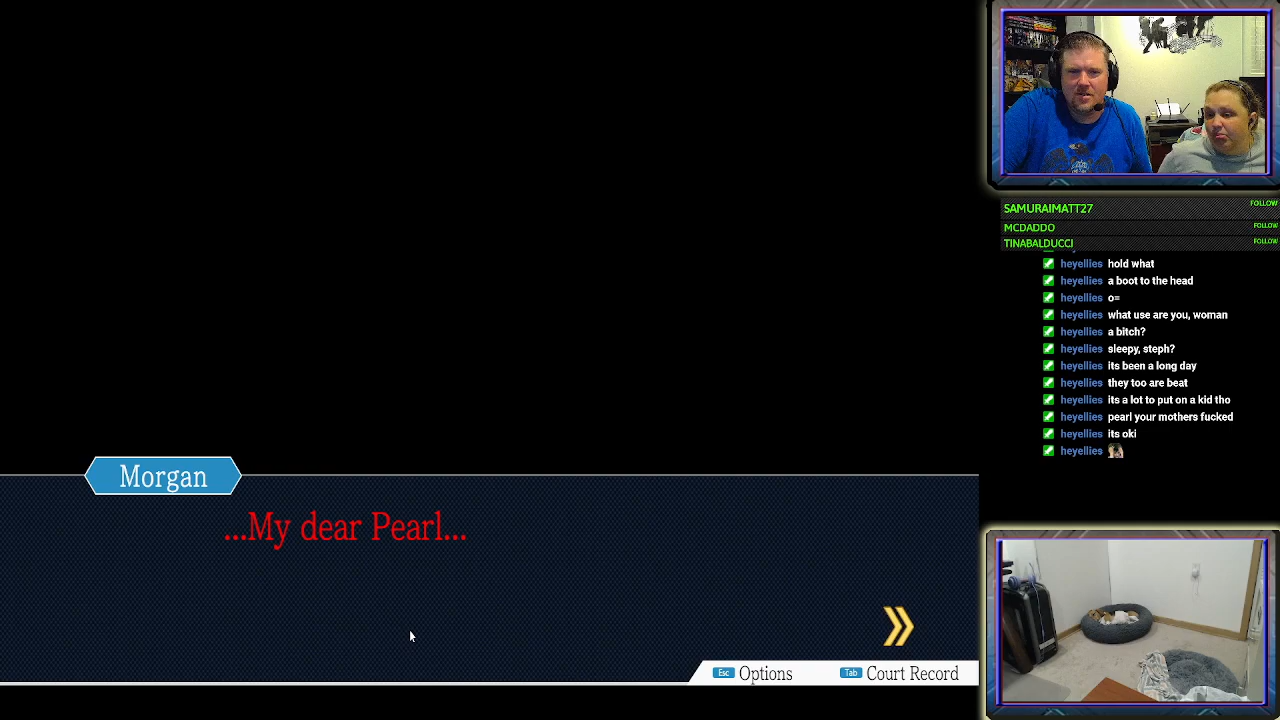 Morgan
...My dear Pearl...
Esc Options
Tab Court Record
SAMURAIMATT27 FOLLOW
MCDADDO FOLLOW
TINABALDUCCI FOLLOW
heyellies hold what
heyellies a boot to the head
heyellies o=
heyellies what use are you, woman
heyellies a bitch?
heyellies sleepy, steph?
heyellies its been a long day
heyellies they too are beat
heyellies its a lot to put on a kid tho
heyellies pearl your mothers fucked
heyellies its oki
heyellies